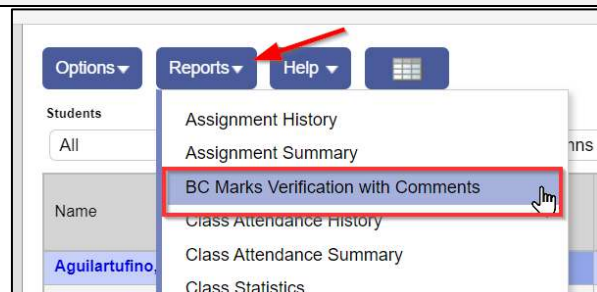 Options Reports Help
Students
Assignment History
All
Assignment Summary
BC Marks Verification with Comments
Name
Class Attendance History
Class Attendance Summary
Aguilartufino,
Class Statistics